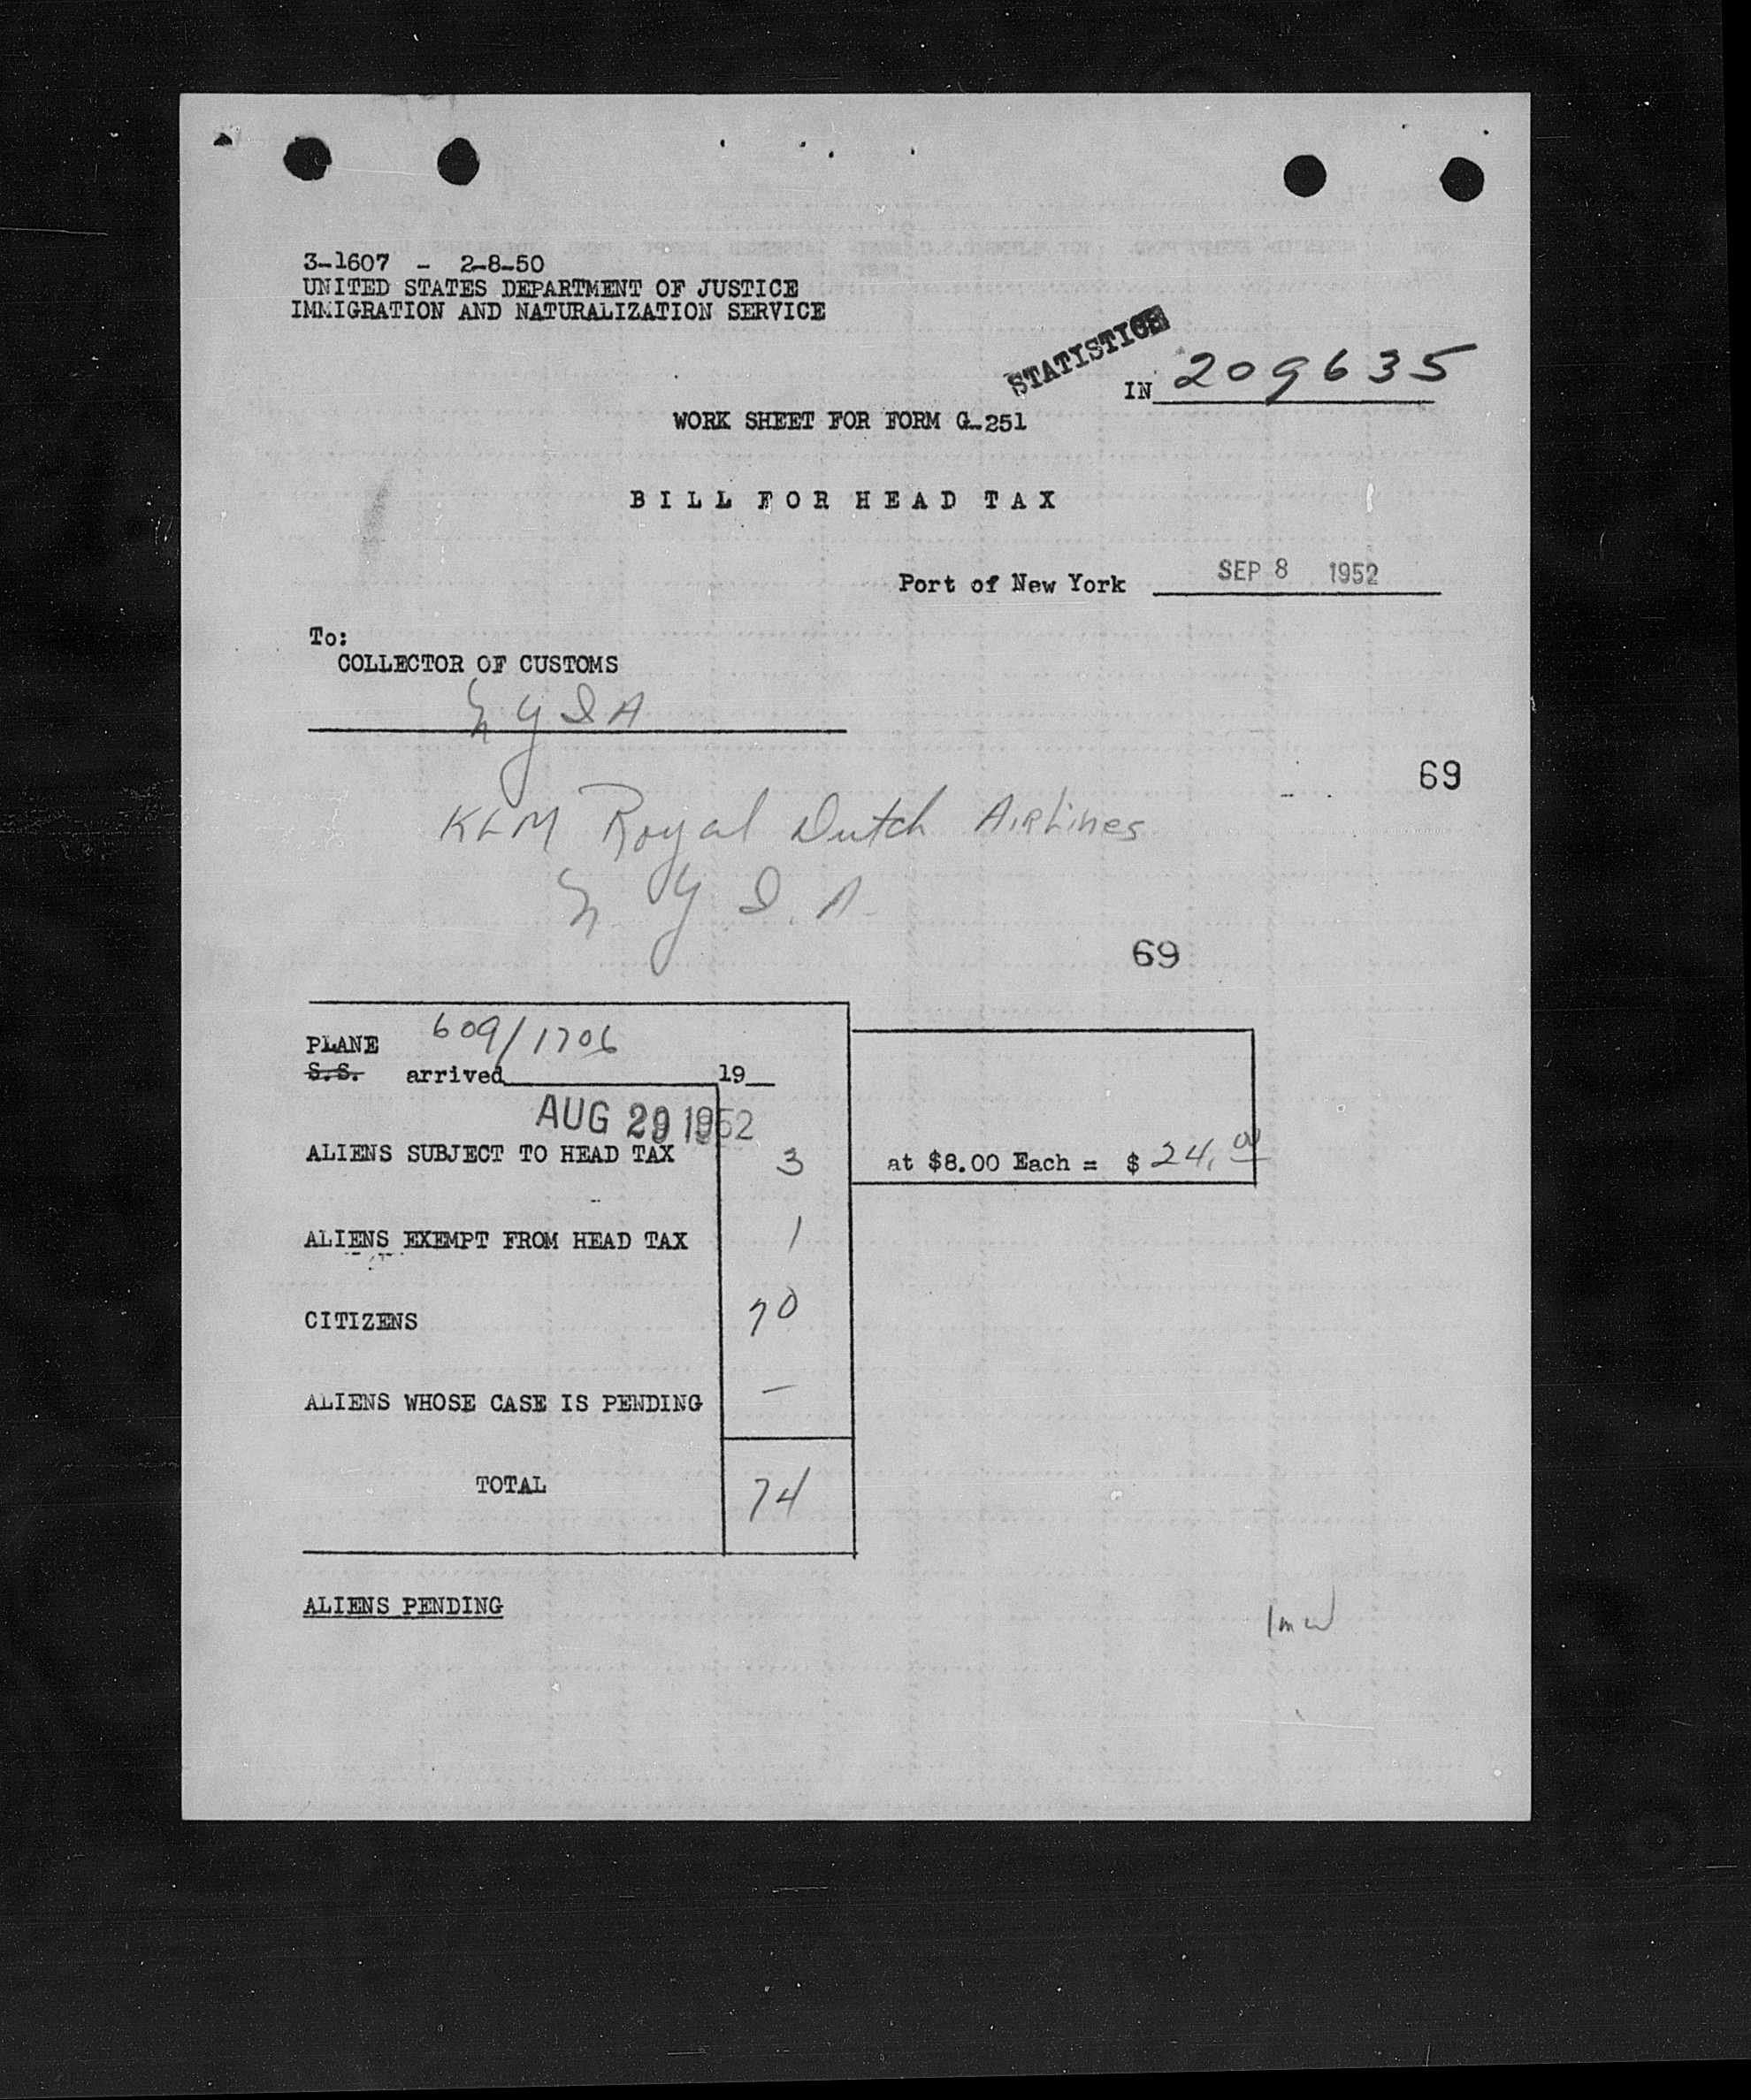 3-1607 - 2-8-50
UNITED STATES DEPARTMENT OF JUSTICE
IMMIGRATION AND NATURALIZATION SERVICE
STATISTICS
IN 209635
WORK SHEET FOR FORM G-251
BILL FOR HEAD TAX
Port of New York SEP 8 1952
To:
COLLECTOR OF CUSTOMS
N Y I A
69
KLM Royal Dutch Airlines
N Y I. A.
69
PLANE 609/1706
S.S. arrived 19
AUG 29 1952
ALIENS SUBJECT TO HEAD TAX 3 at $8.00 Each = $ 24.00
ALIENS EXEMPT FROM HEAD TAX 1
CITIZENS 70
ALIENS WHOSE CASE IS PENDING —
TOTAL 74
ALIENS PENDING